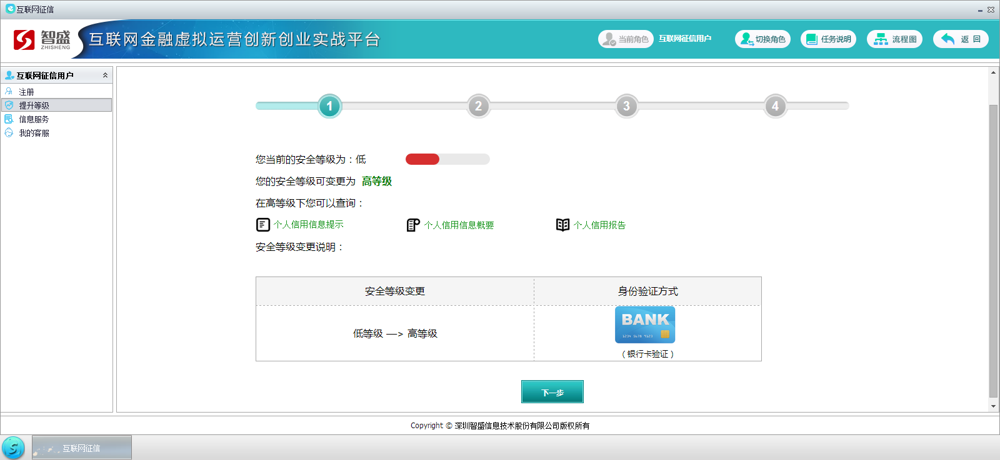 互联网征信
智盛
ZHISHENG
互联网金融虚拟运营创新创业实战平台
当前角色
互联网征信用户
切换角色
任务说明
流程图
返 回
互联网征信用户
注册
提升等级
信息服务
我的客服
1
2
3
4
您当前的安全等级为：低
您的安全等级可变更为 高等级
在高等级下您可以查询：
个人信用信息提示
个人信用信息概要
个人信用报告
安全等级变更说明：
安全等级变更
身份验证方式
低等级 —> 高等级
BANK
1234 5678 9123
（银行卡验证）
下一步
Copyright © 深圳智盛信息技术股份有限公司版权所有
互联网征信